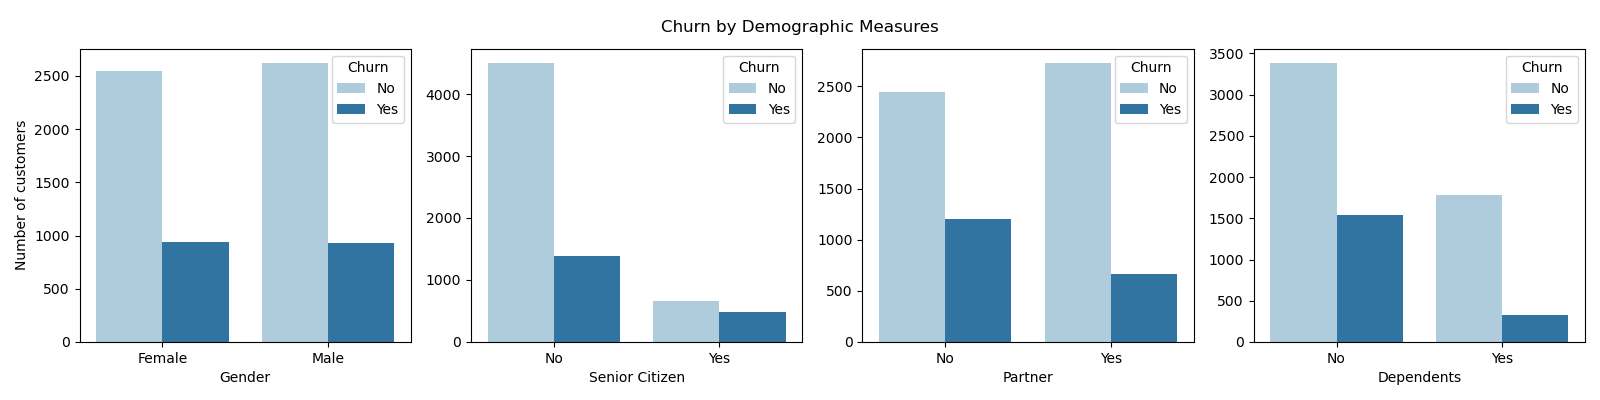 Churn by Demographic Measures
Number of customers
2500
2000
1500
1000
500
0
Churn
No
Yes
Female
Male
Gender
4000
3000
2000
1000
0
Churn
No
Yes
No
Yes
Senior Citizen
2500
2000
1500
1000
500
0
Churn
No
Yes
No
Yes
Partner
3500
3000
2500
2000
1500
1000
500
0
Churn
No
Yes
No
Yes
Dependents